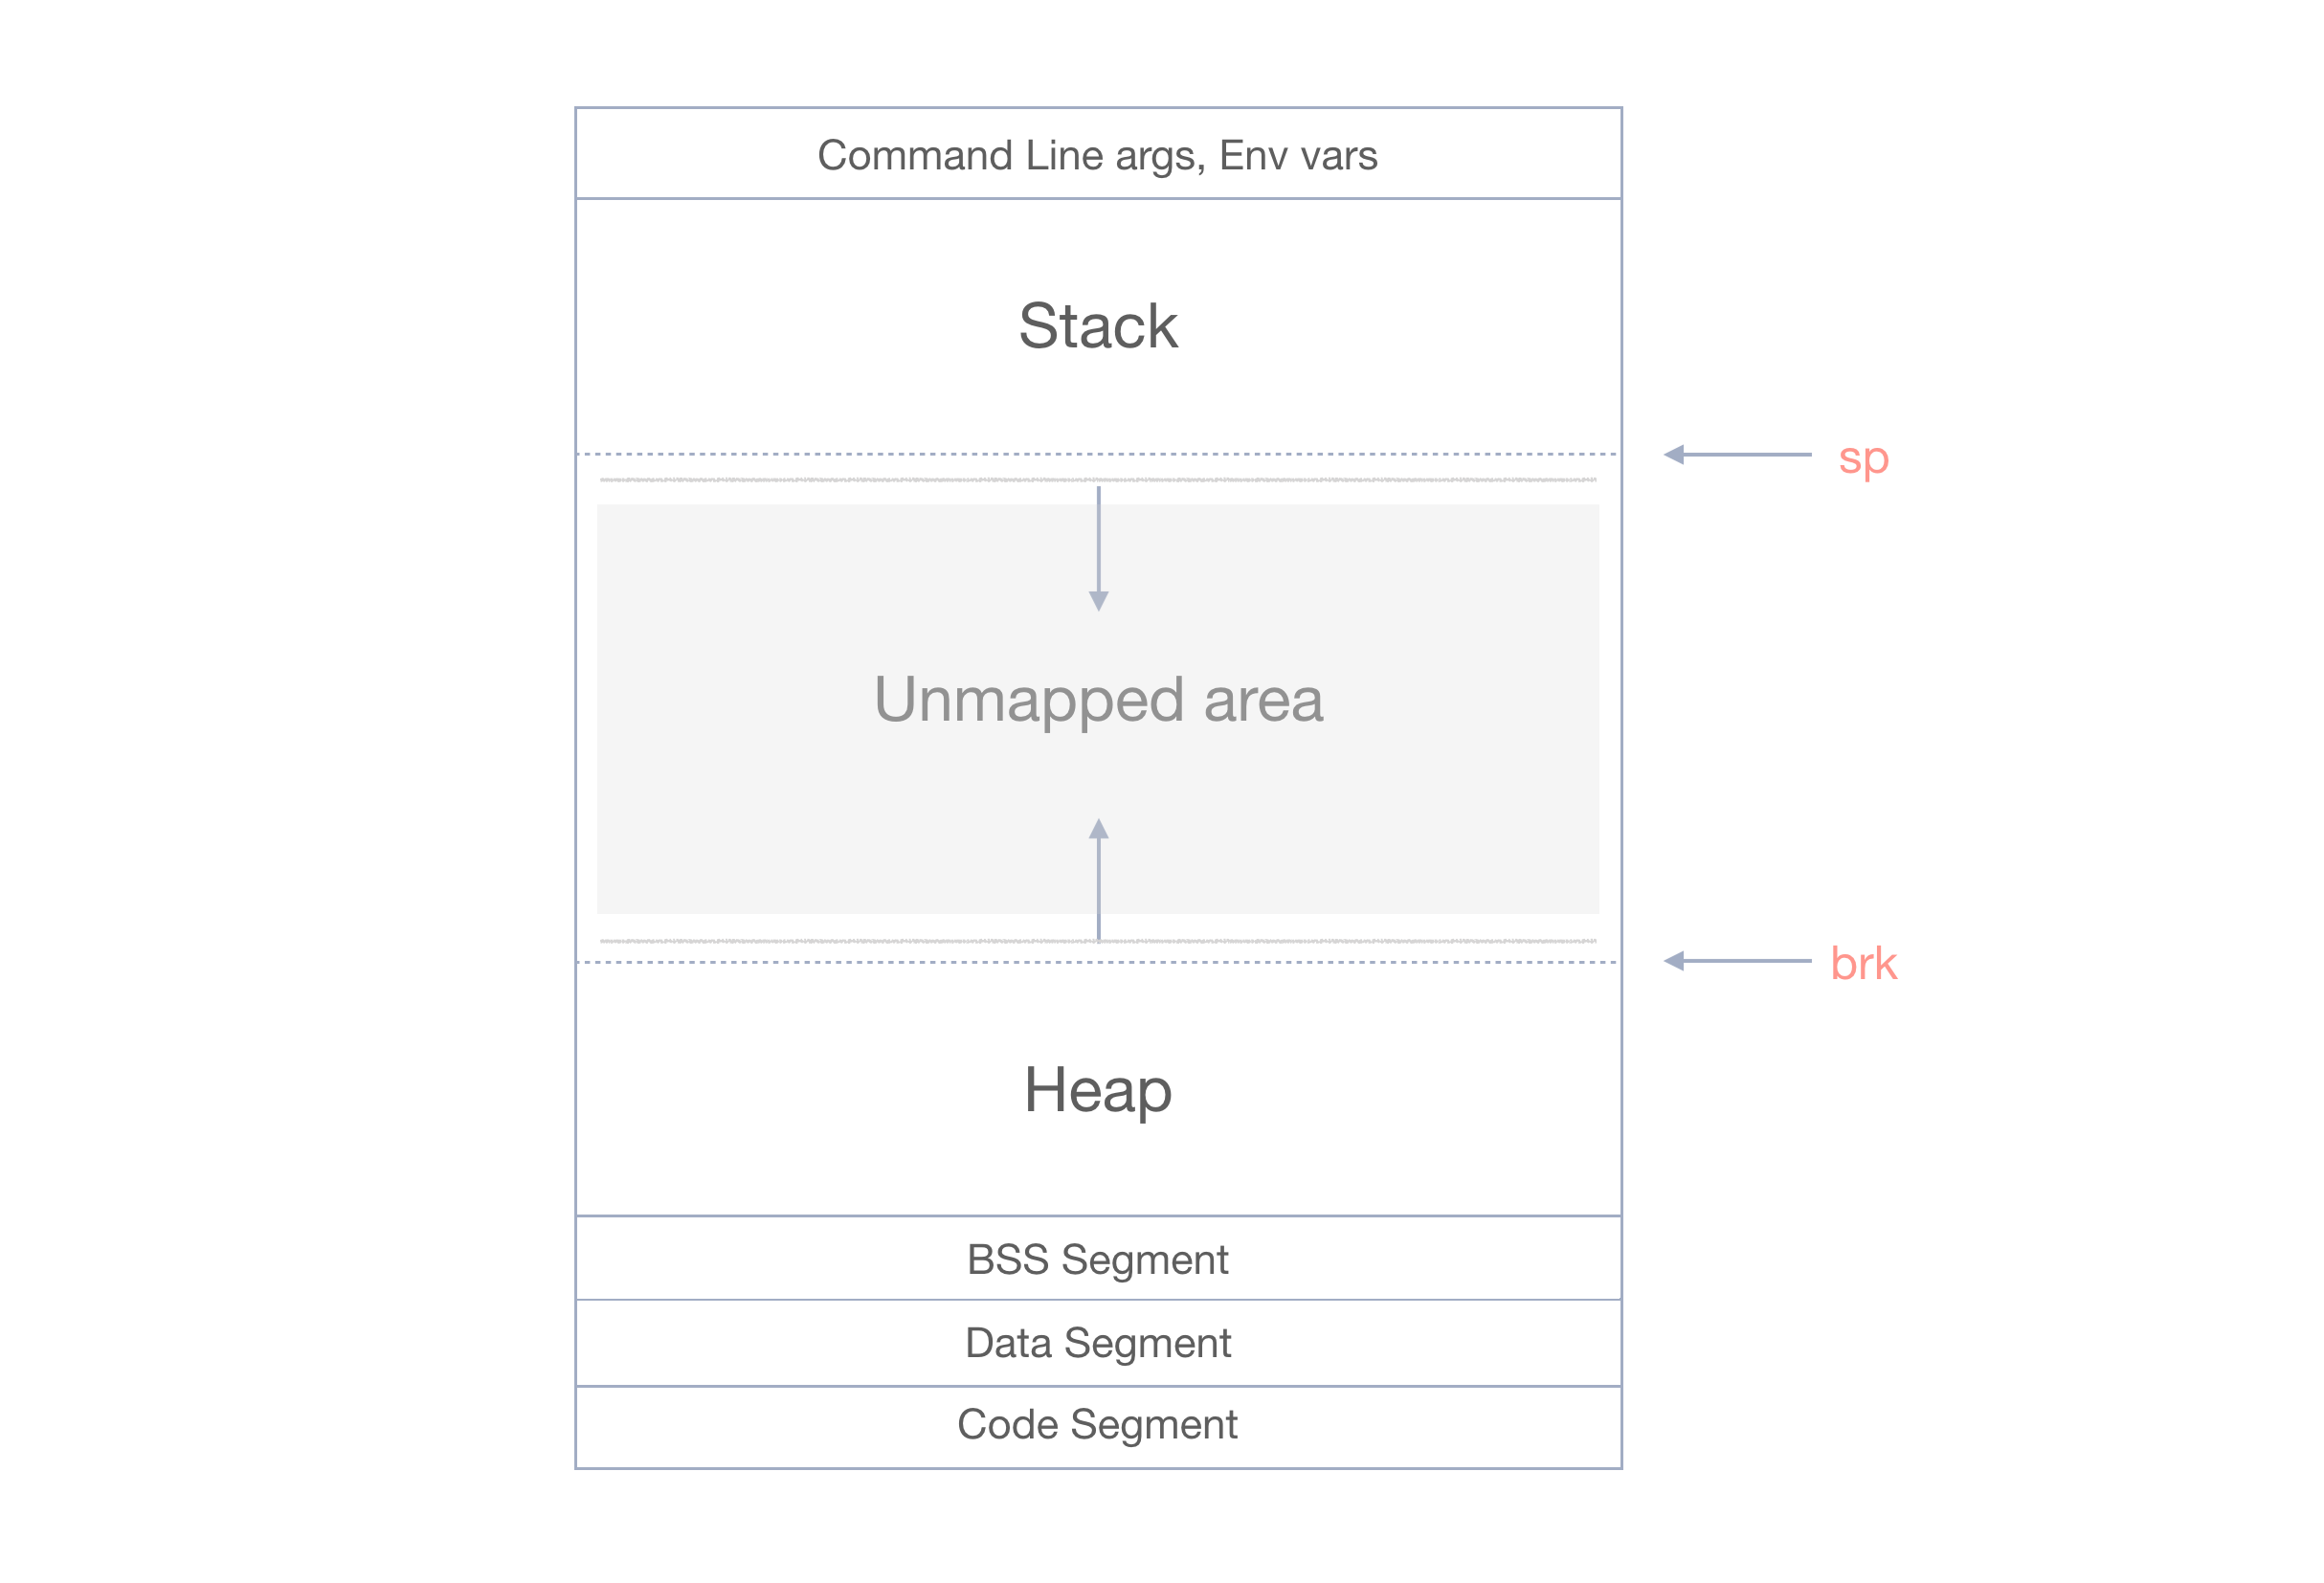 Command Line args, Env vars
Stack
sp
Unmapped area
brk
Heap
BSS Segment
Data Segment
Code Segment